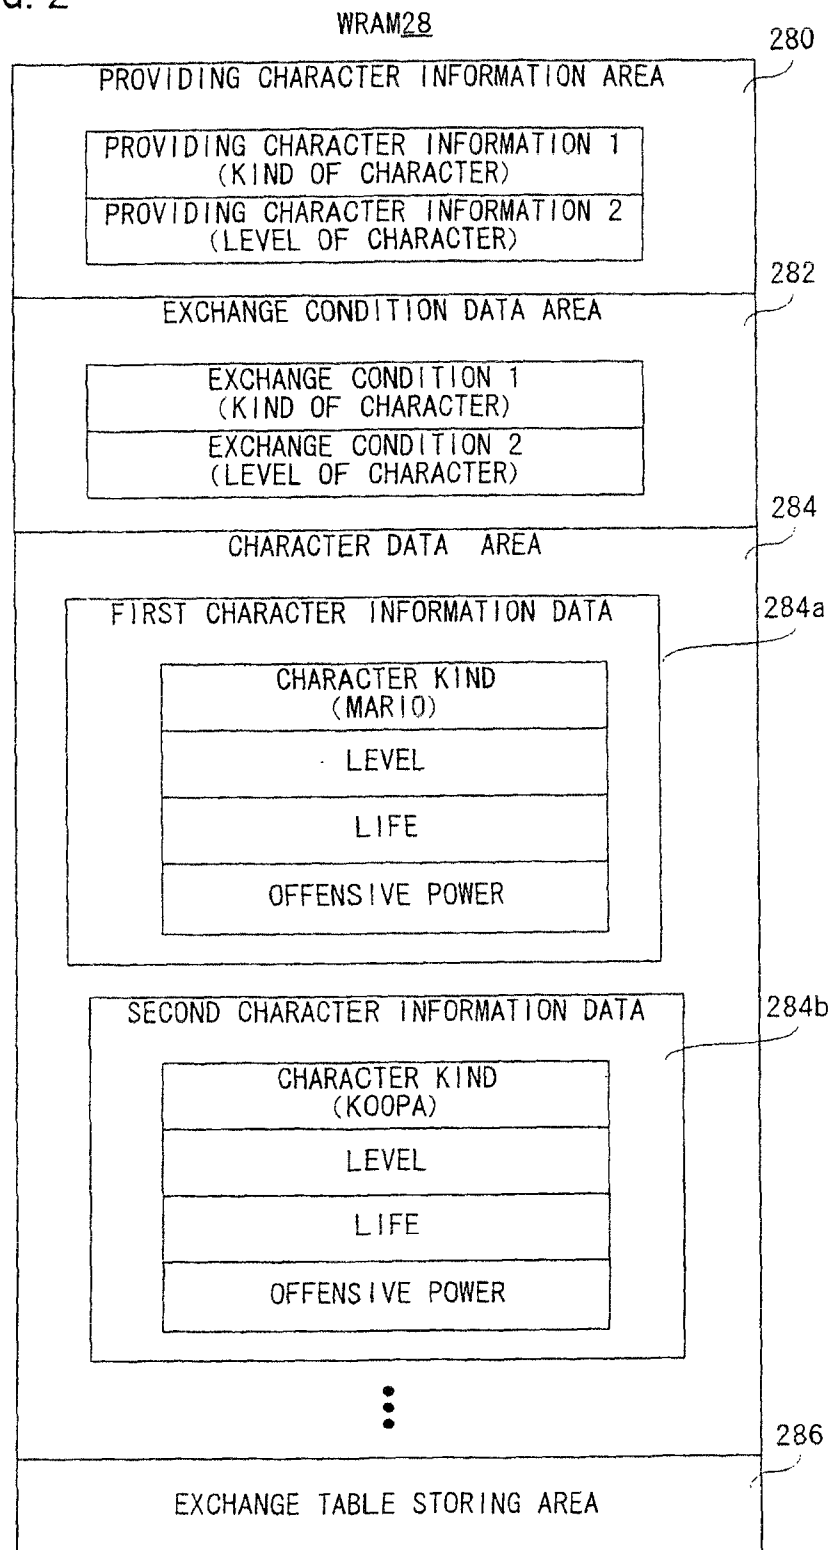 WRAM28
280
PROVIDING CHARACTER INFORMATION AREA
PROVIDING CHARACTER INFORMATION 1
(KIND OF CHARACTER)
PROVIDING CHARACTER INFORMATION 2
(LEVEL OF CHARACTER)
282
EXCHANGE CONDITION DATA AREA
EXCHANGE CONDITION 1
(KIND OF CHARACTER)
EXCHANGE CONDITION 2
(LEVEL OF CHARACTER)
284
CHARACTER DATA AREA
284a
FIRST CHARACTER INFORMATION DATA
CHARACTER KIND
(MARIO)
LEVEL
LIFE
OFFENSIVE POWER
284b
SECOND CHARACTER INFORMATION DATA
CHARACTER KIND
(KOOPA)
LEVEL
LIFE
OFFENSIVE POWER
286
EXCHANGE TABLE STORING AREA